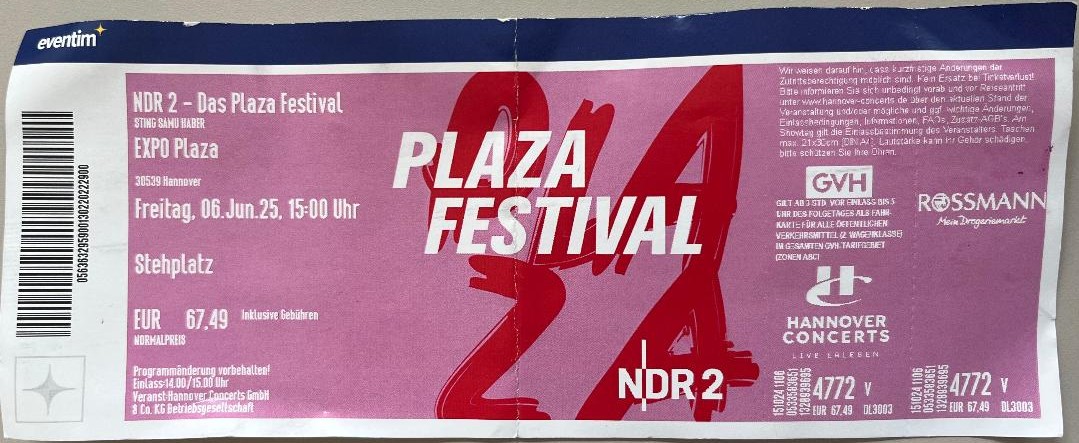 eventim
NDR 2 - Das Plaza Festival
STING SAMU HABER
EXPO Plaza
30539 Hannover
Freitag, 06.Jun.25, 15:00 Uhr
Stehplatz
EUR 67,49 Inklusive Gebühren
NORMALPREIS
Programmänderung vorbehalten!
Einlass:14.00/15.00 Uhr
Veranst:Hannover Concerts GmbH
& Co. KG Betriebsgesellschaft
PLAZA
FESTIVAL
NDR 2
Wir weisen darauf hin, dass kurzfristige Änderungen der
Zutrittsberechtigung möglich sind. Kein Ersatz bei Ticketverlust!
Bitte informieren Sie sich unbedingt vorab und vor Reiseantritt
unter www.hannover-concerts.de über den aktuellen Stand der
Veranstaltung und/oder mögliche und ggf. wichtige Änderungen,
Einlassbedingungen, Informationen, FAQs, Zusatz-AGB's. Am
Showtag gilt die Einlassbestimmung des Veranstalters. Taschen
max. 21x30cm (DIN A4). Lautstärke kann Ihr Gehör schädigen,
bitte schützen Sie Ihre Ohren.
GVH
GILT AB 3 STD. VOR EINLASS BIS 5
UHR DES FOLGETAGES ALS FAHR-
KARTE FÜR ALLE ÖFFENTLICHEN
VERKEHRSMITTEL (2. WAGENKLASSE)
IM GESAMTEN GVH-TARIFGEBIET
(ZONEN ABC)
ROSSMANN
Mein Drogeriemarkt
HANNOVER
CONCERTS
LIVE ERLEBEN
151024 1106
0533583651
1328939695
4772 V
EUR 67,49 DL3003
151024 1106
0533583651
1328939695
4772 V
EUR 67,49 DL3003